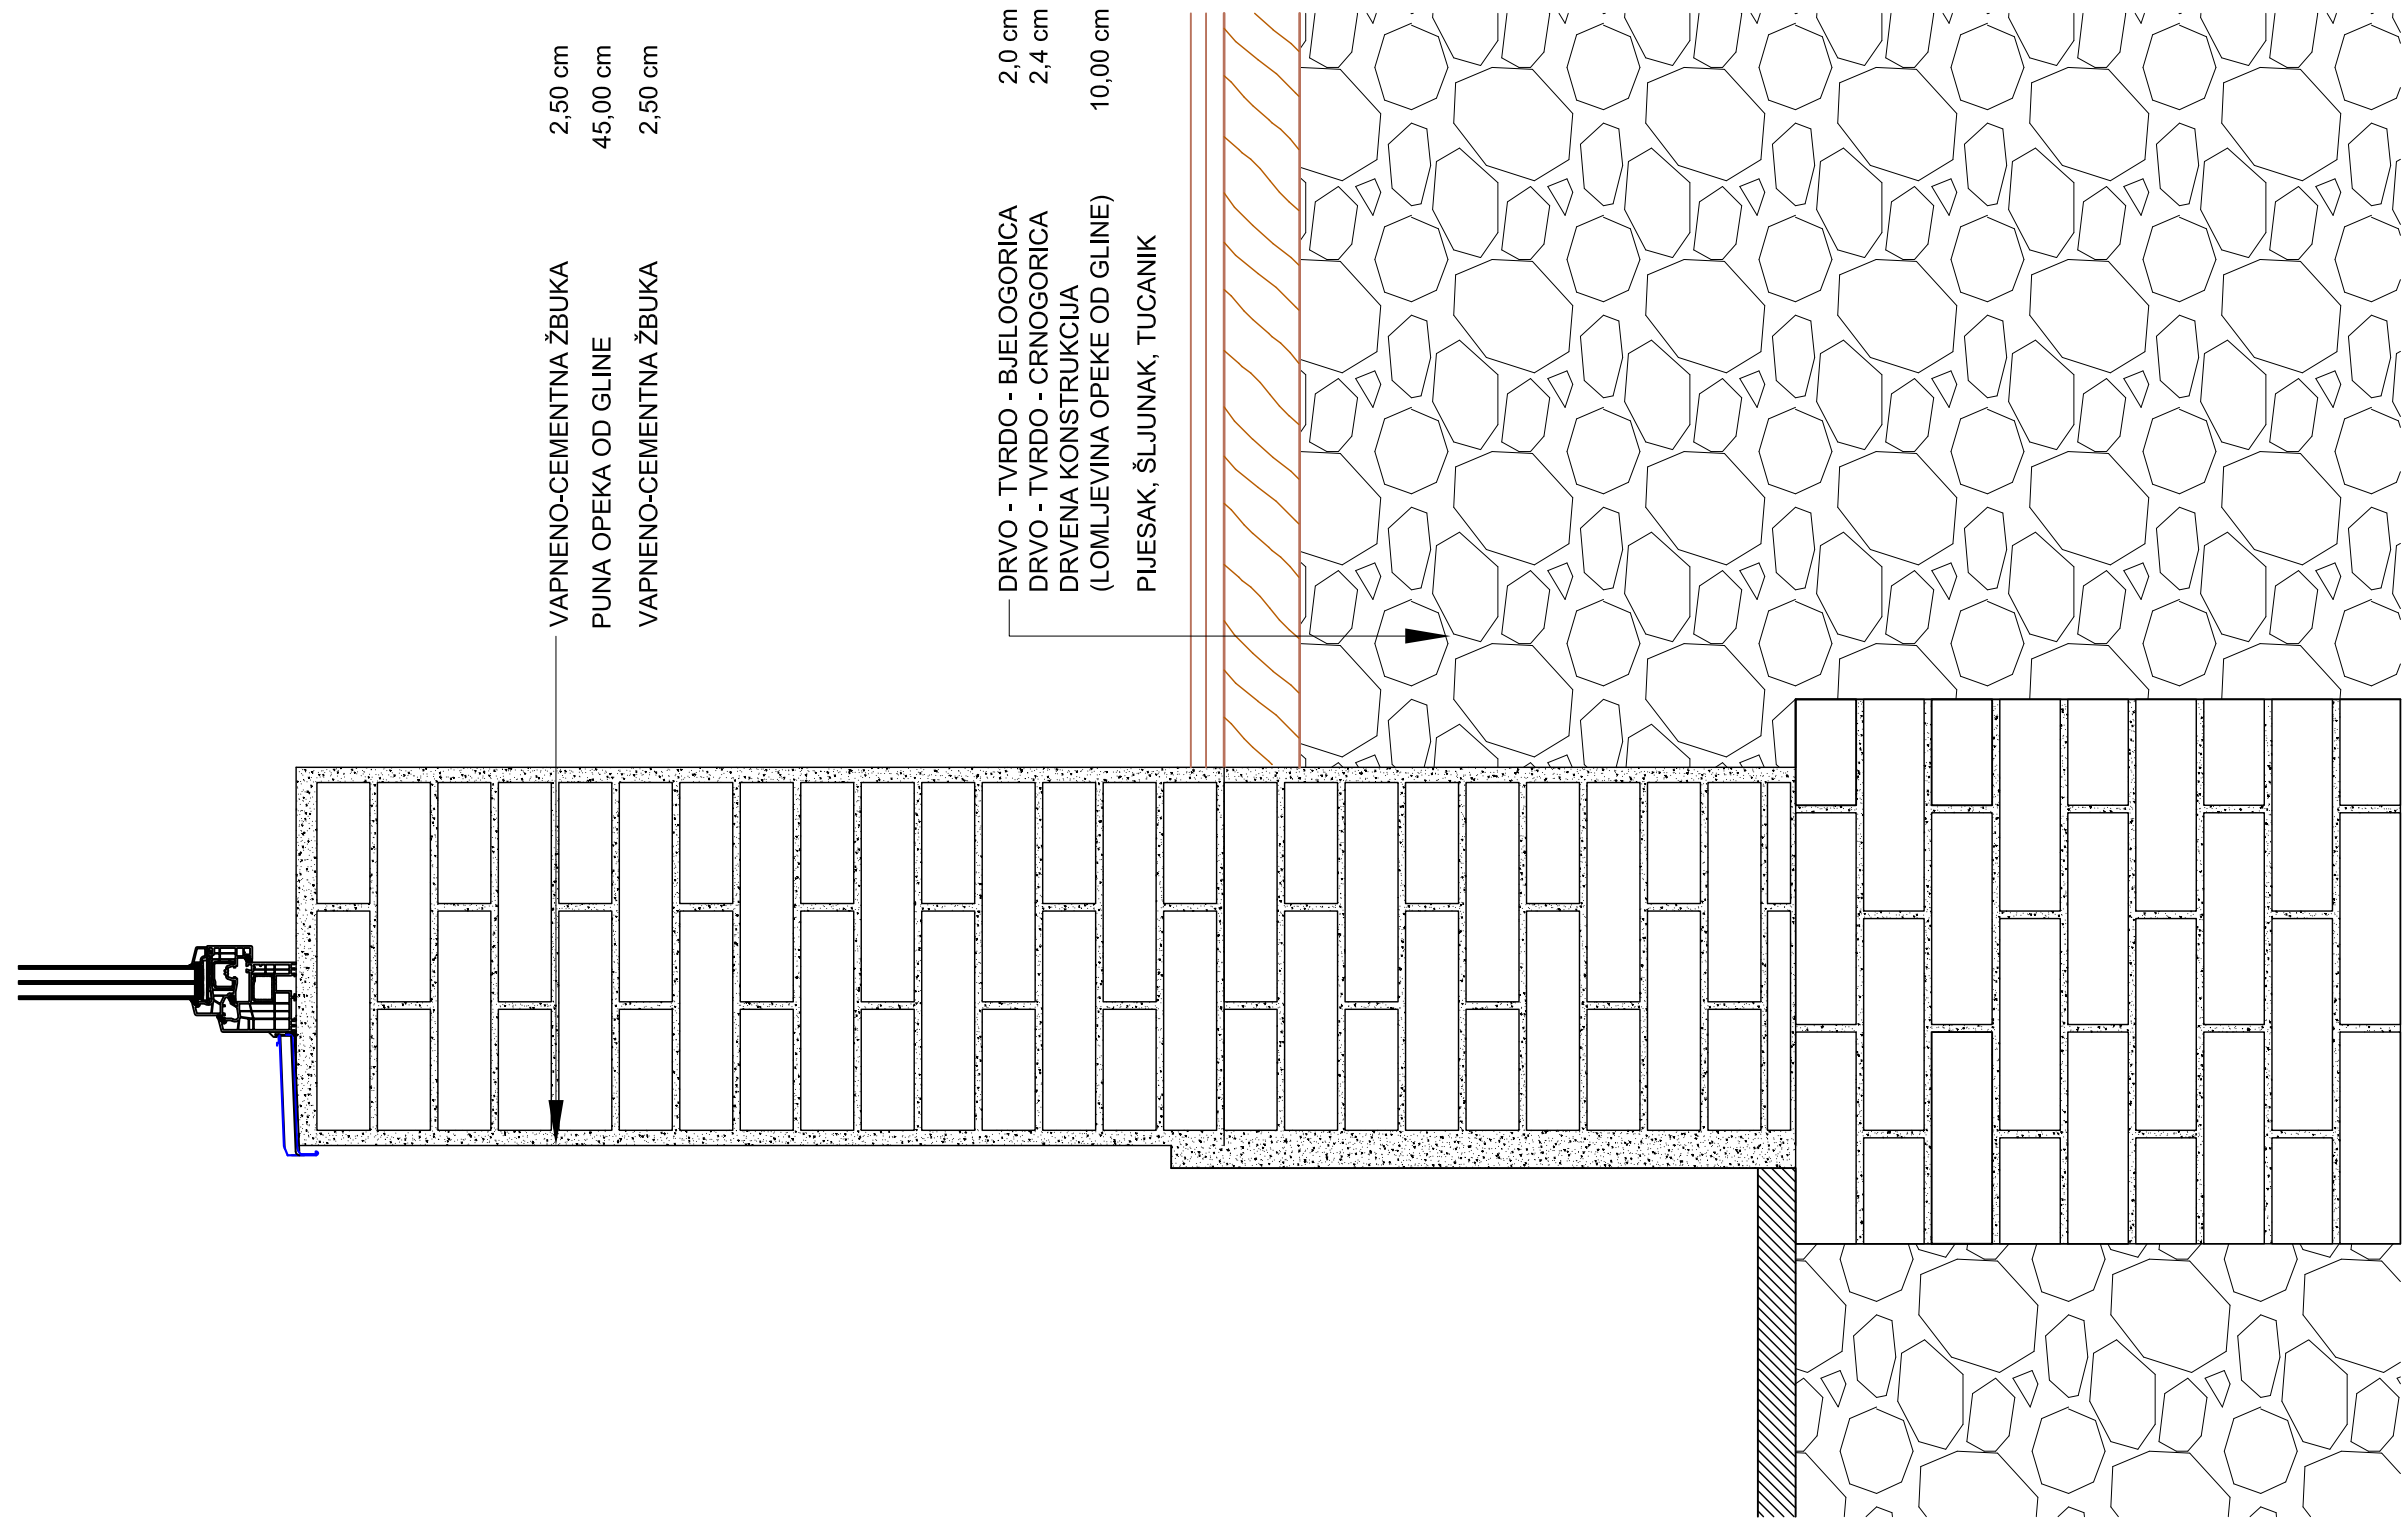 VAPNENO-CEMENTNA ŽBUKA 2,50 cm
PUNA OPEKA OD GLINE 45,00 cm
VAPNENO-CEMENTNA ŽBUKA 2,50 cm
DRVO - TVRDO - BJELOGORICA 2,0 cm
DRVO - TVRDO - CRNOGORICA 2,4 cm
DRVENA KONSTRUKCIJA
(LOMLJEVINA OPEKE OD GLINE) 10,00 cm
PIJESAK, ŠLJUNAK, TUCANIK